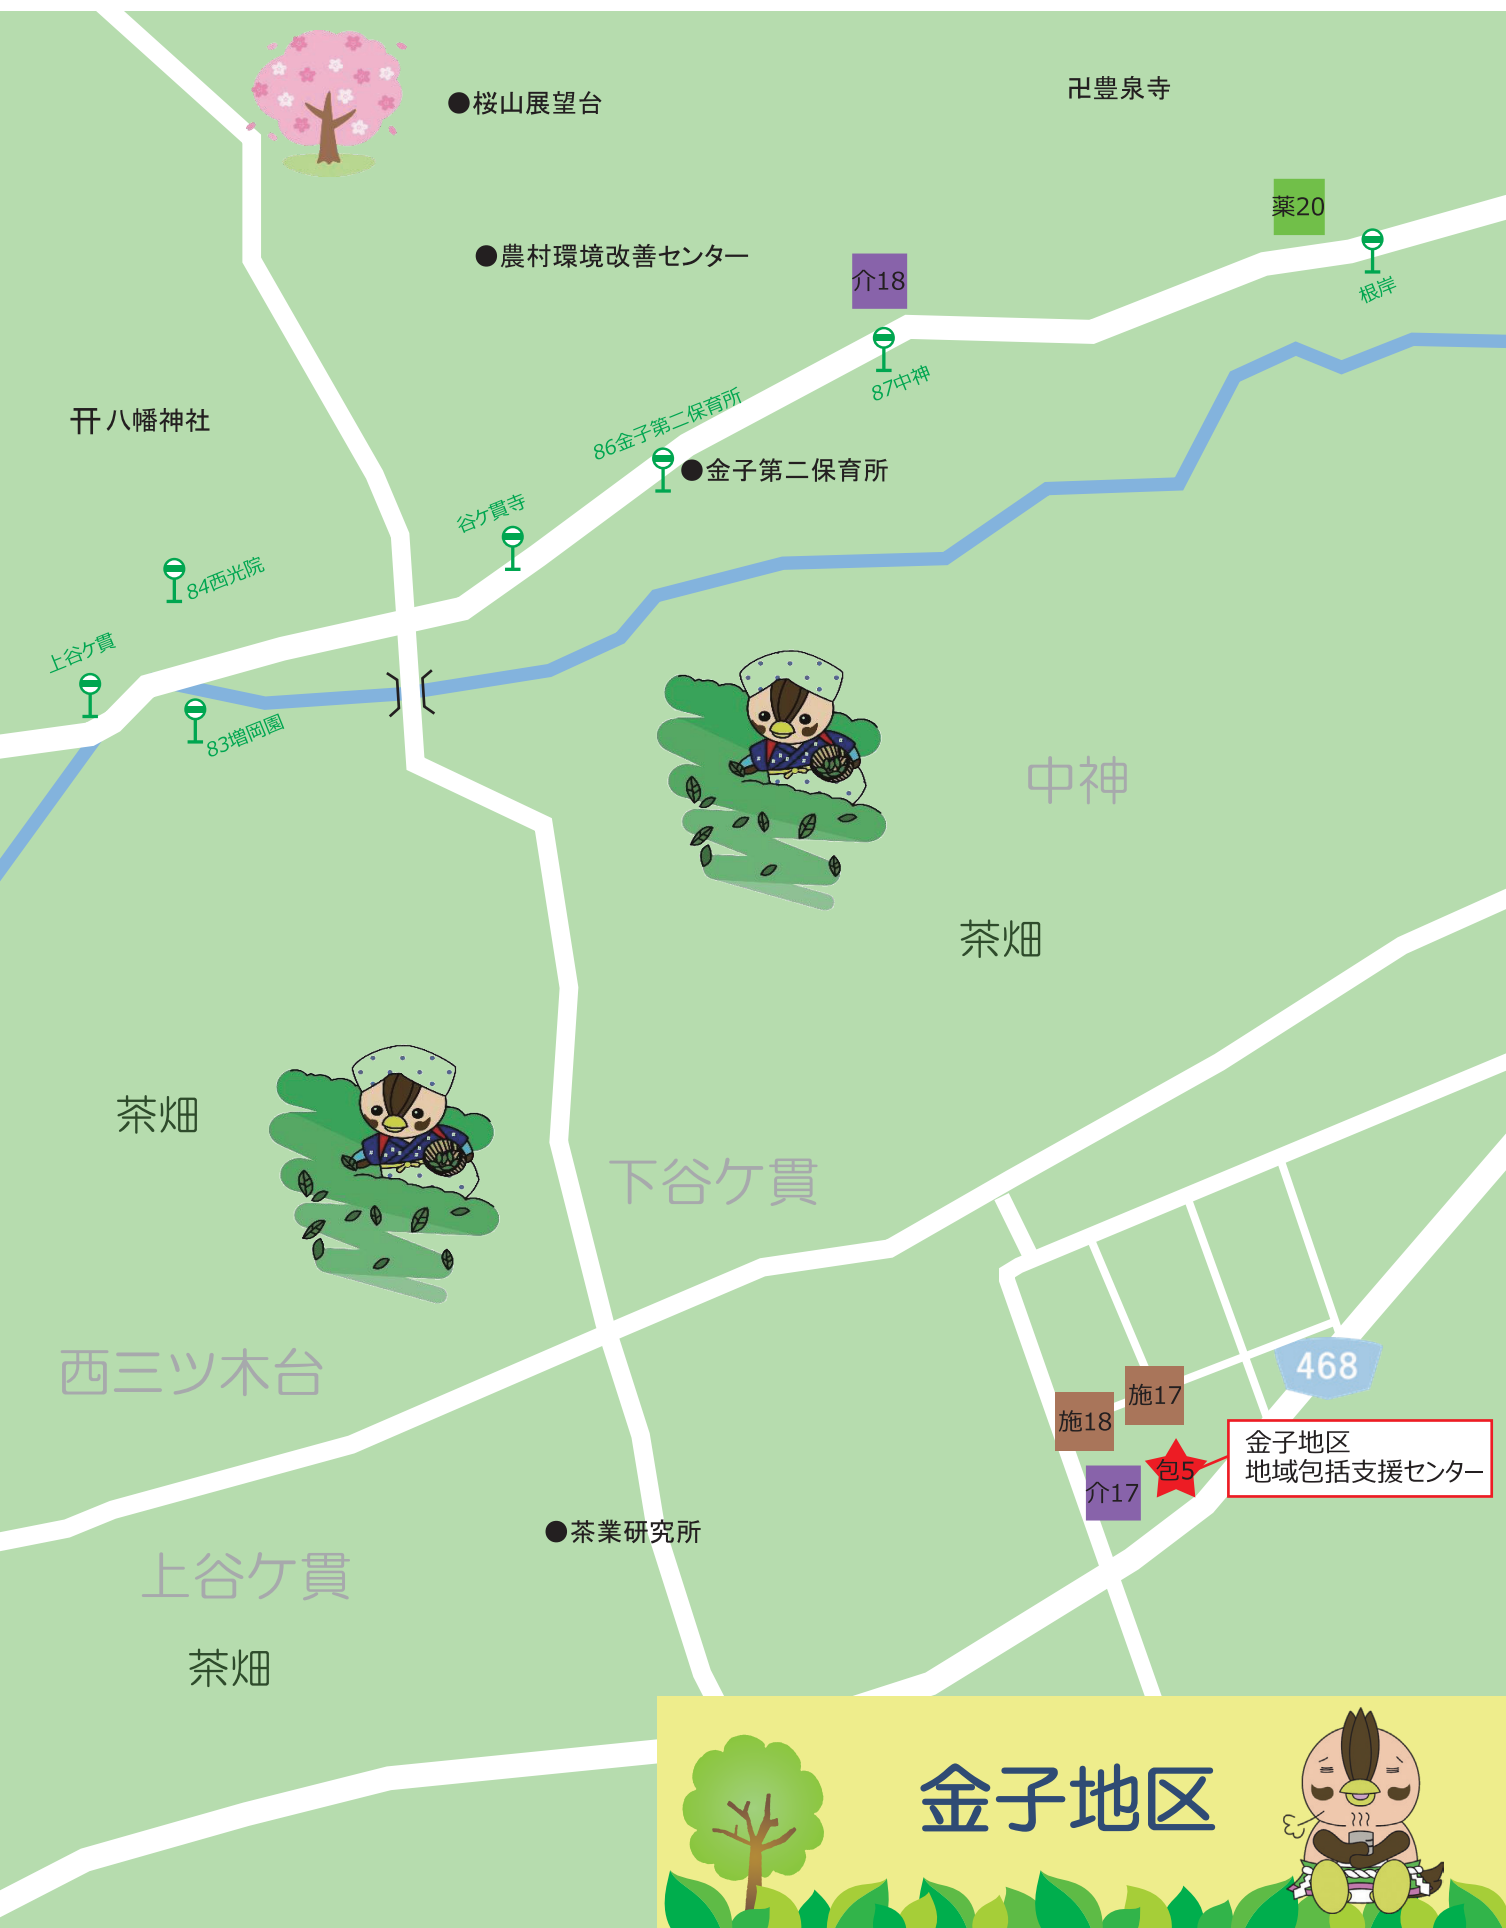 ●桜山展望台
卍豊泉寺
薬20
●農村環境改善センター
介18
根岸
87中神
86金子第二保育所
八幡神社
●金子第二保育所
谷ケ貫寺
84西光院
上谷ケ貫
83増岡園
中神
茶畑
茶畑
下谷ケ貫
西三ツ木台
468
施17
施18
金子地区
地域包括支援センター
包5
介17
●茶業研究所
上谷ケ貫
茶畑
金子地区